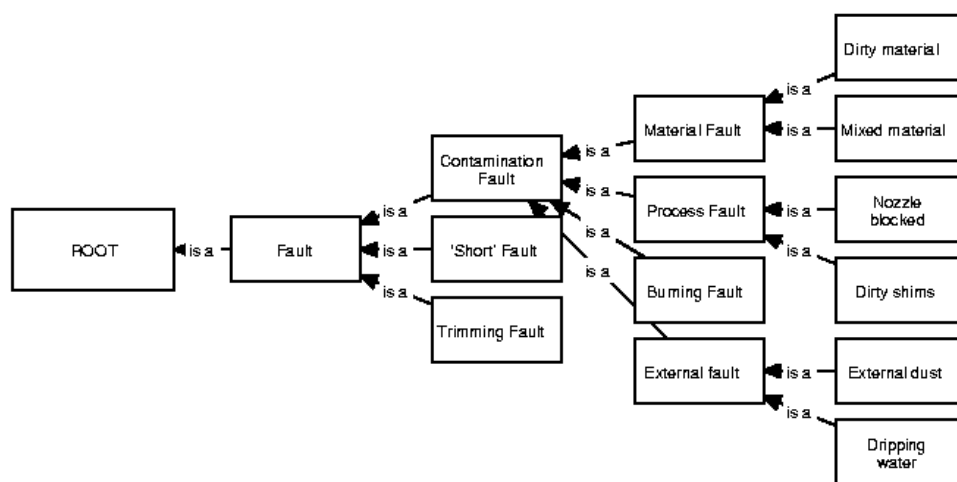 Dirty material
is a
Material Fault
is a
Mixed material
is a
Contamination
Fault
is a
is a
Process Fault
is a
Nozzle
blocked
is a
ROOT
is a
Fault
is a
'Short' Fault
is a
is a
is a
Burning Fault
is a
Dirty shims
Trimming Fault
External fault
is a
External dust
is a
Dripping
water